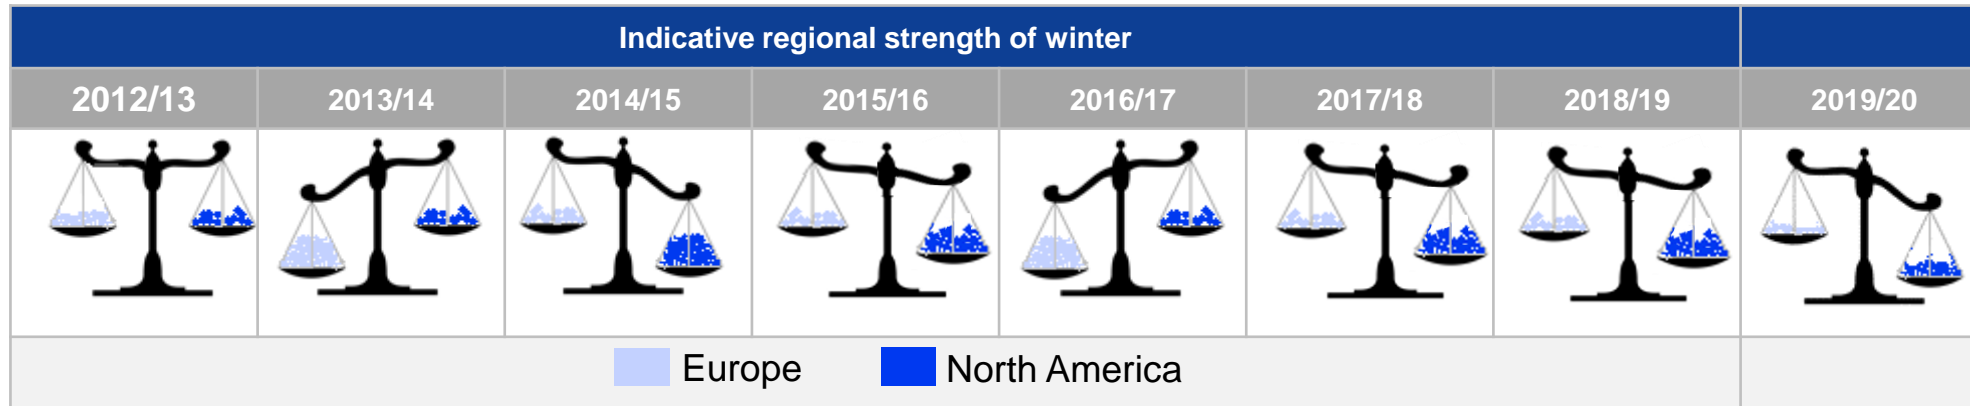 Indicative regional strength of winter
2012/13 2013/14 2014/15 2015/16 2016/17 2017/18 2018/19 2019/20
Europe North America